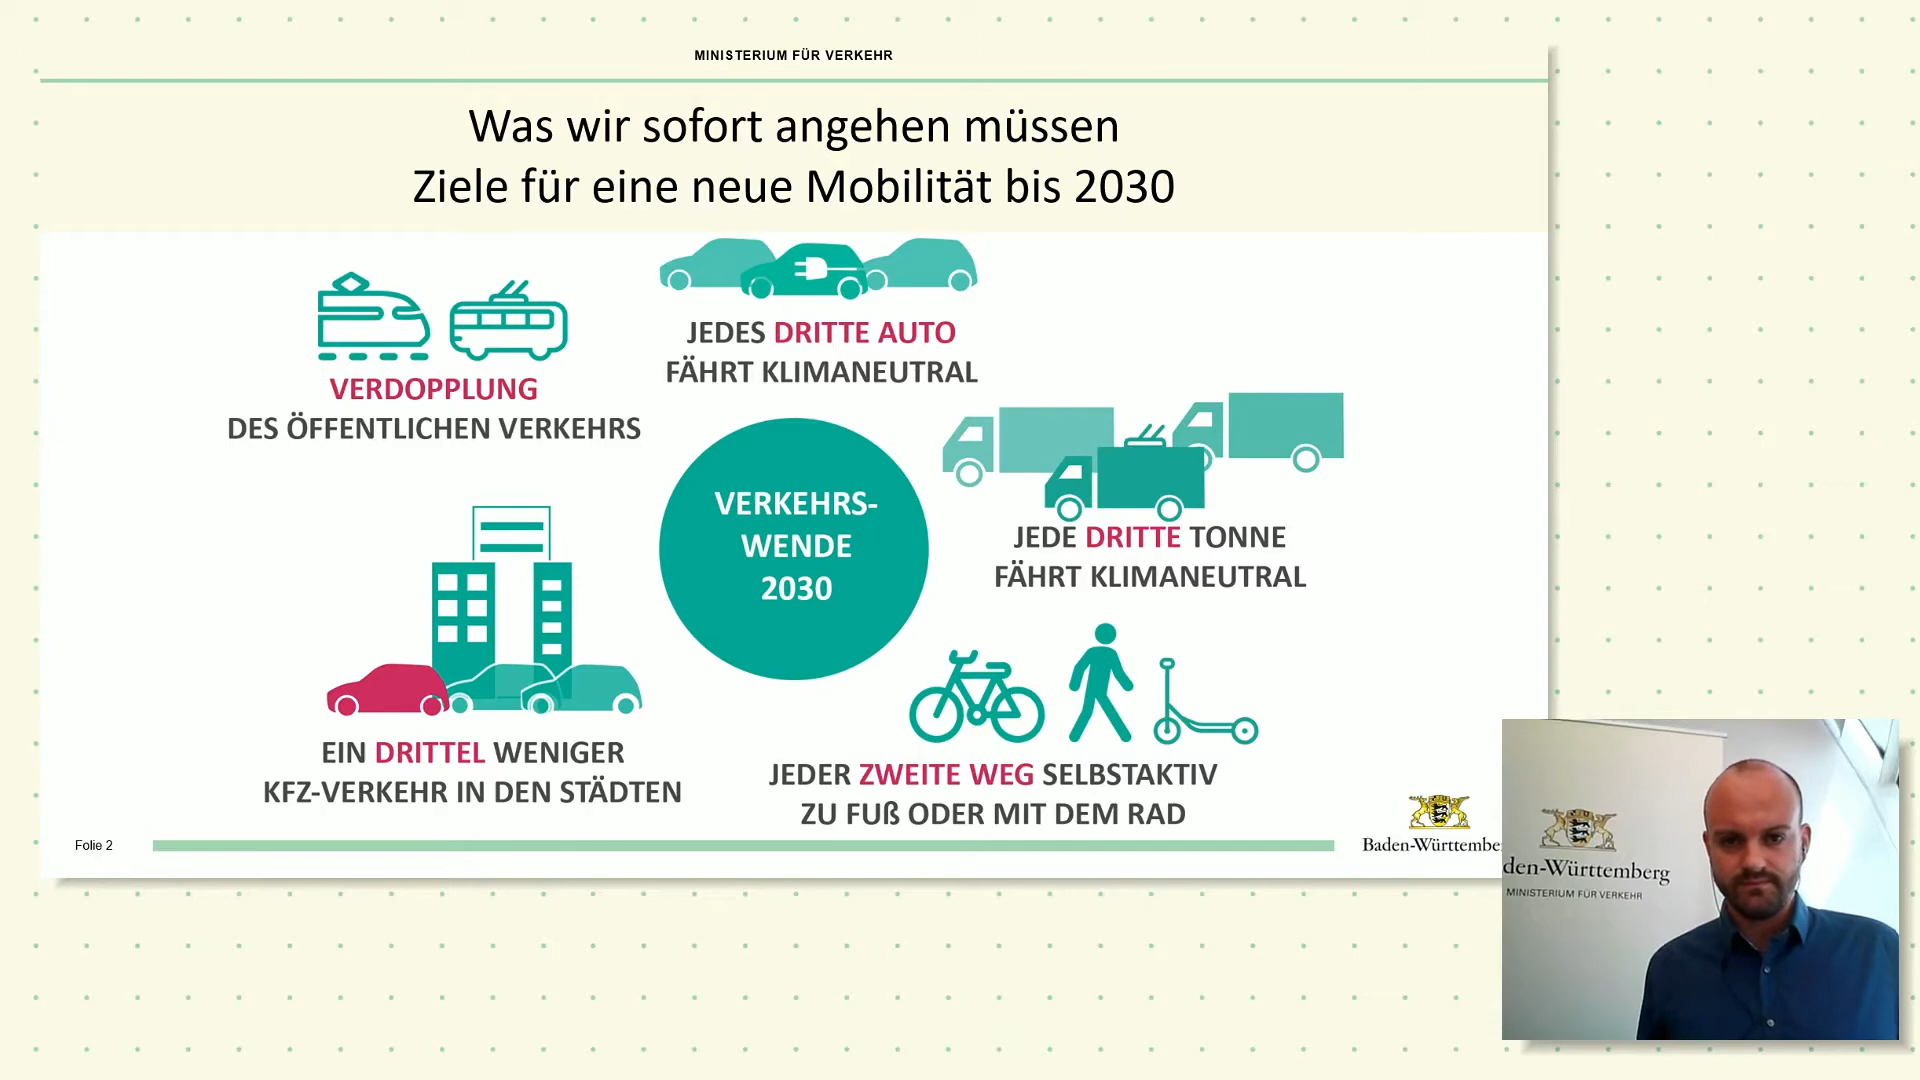 MINISTERIUM FÜR VERKEHR
Was wir sofort angehen müssen
Ziele für eine neue Mobilität bis 2030
JEDES DRITTE AUTO
FÄHRT KLIMANEUTRAL
VERDOPPLUNG
DES ÖFFENTLICHEN VERKEHRS
VERKEHRS-
WENDE
2030
JEDE DRITTE TONNE
FÄHRT KLIMANEUTRAL
EIN DRITTEL WENIGER
KFZ-VERKEHR IN DEN STÄDTEN
JEDER ZWEITE WEG SELBSTAKTIV
ZU FUß ODER MIT DEM RAD
Folie 2
Baden-Württembe
den-Württemberg
MINISTERIUM FÜR VERKEHR